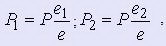 P₁ = P e₁/e ; P₂ = P e₂/e ,